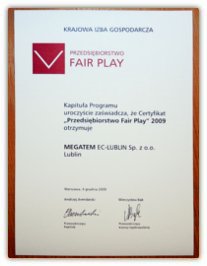 KRAJOWA IZBA GOSPODARCZA
PRZEDSIĘBIORSTWO
FAIR PLAY
Kapituła Programu
uroczyście zaświadcza, że Certyfikat
„Przedsiębiorstwo Fair Play" 2009
otrzymuje
MEGATEM EC-LUBLIN Sp. z o.o.
Lublin
Warszawa, 4 grudnia 2009